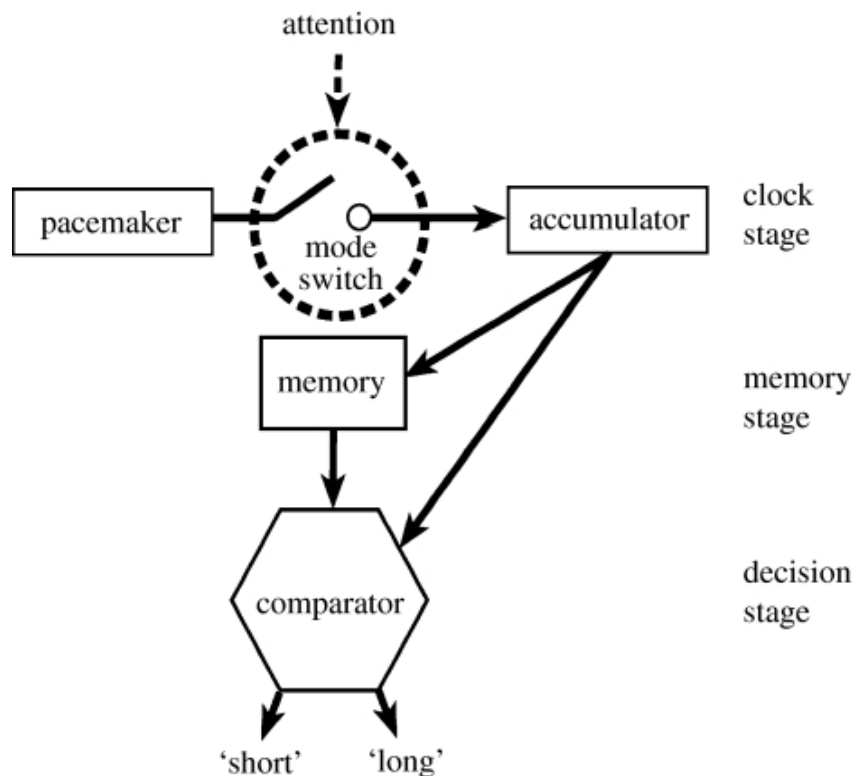 attention
pacemaker
mode
switch
accumulator
clock
stage
memory
memory
stage
comparator
decision
stage
‘short’
‘long’